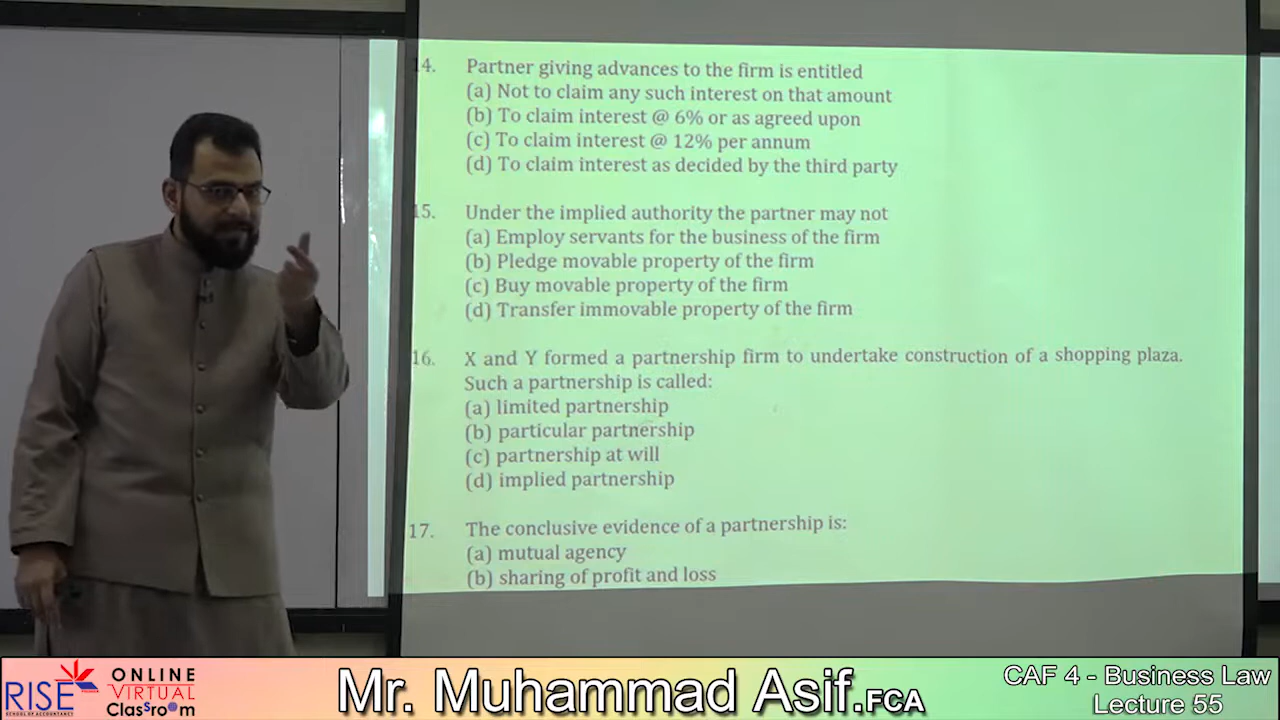 14. Partner giving advances to the firm is entitled
(a) Not to claim any such interest on that amount
(b) To claim interest @ 6% or as agreed upon
(c) To claim interest @ 12% per annum
(d) To claim interest as decided by the third party
15. Under the implied authority the partner may not
(a) Employ servants for the business of the firm
(b) Pledge movable property of the firm
(c) Buy movable property of the firm
(d) Transfer immovable property of the firm
16. X and Y formed a partnership firm to undertake construction of a shopping plaza.
Such a partnership is called:
(a) limited partnership
(b) particular partnership
(c) partnership at will
(d) implied partnership
17. The conclusive evidence of a partnership is:
(a) mutual agency
(b) sharing of profit and loss
RISE
SCHOOL OF ACCOUNTANCY
ONLINE
VIRTUAL
ClasSro@m
Mr. Muhammad Asif.FCA
CAF 4 - Business Law
Lecture 55